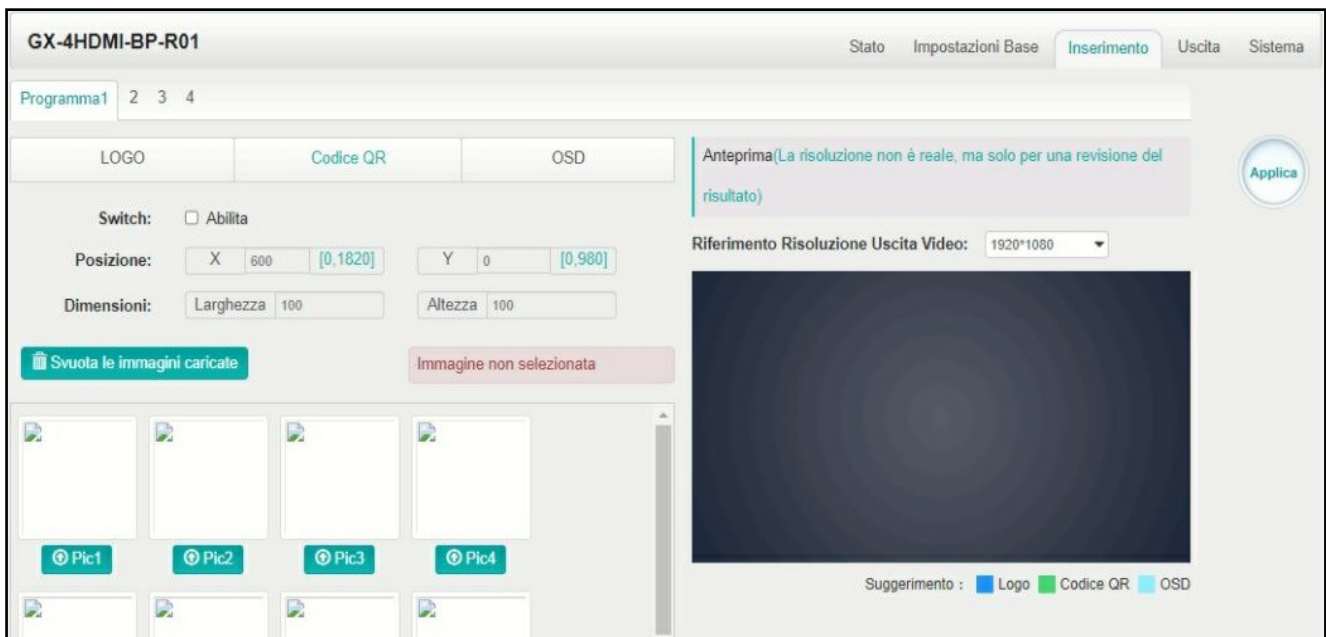 GX-4HDMI-BP-R01
Stato Impostazioni Base Inserimento Uscita Sistema
Programma1 2 3 4
LOGO Codice QR OSD
Switch: Abilita
Posizione: X 600 [0,1820] Y 0 [0,980]
Dimensioni: Larghezza 100 Altezza 100
Svuota le immagini caricate Immagine non selezionata
Pic1 Pic2 Pic3 Pic4
Anteprima(La risoluzione non é reale, ma solo per una revisione del
risultato)
Applica
Riferimento Risoluzione Uscita Video: 1920*1080
Suggerimento : Logo Codice QR OSD